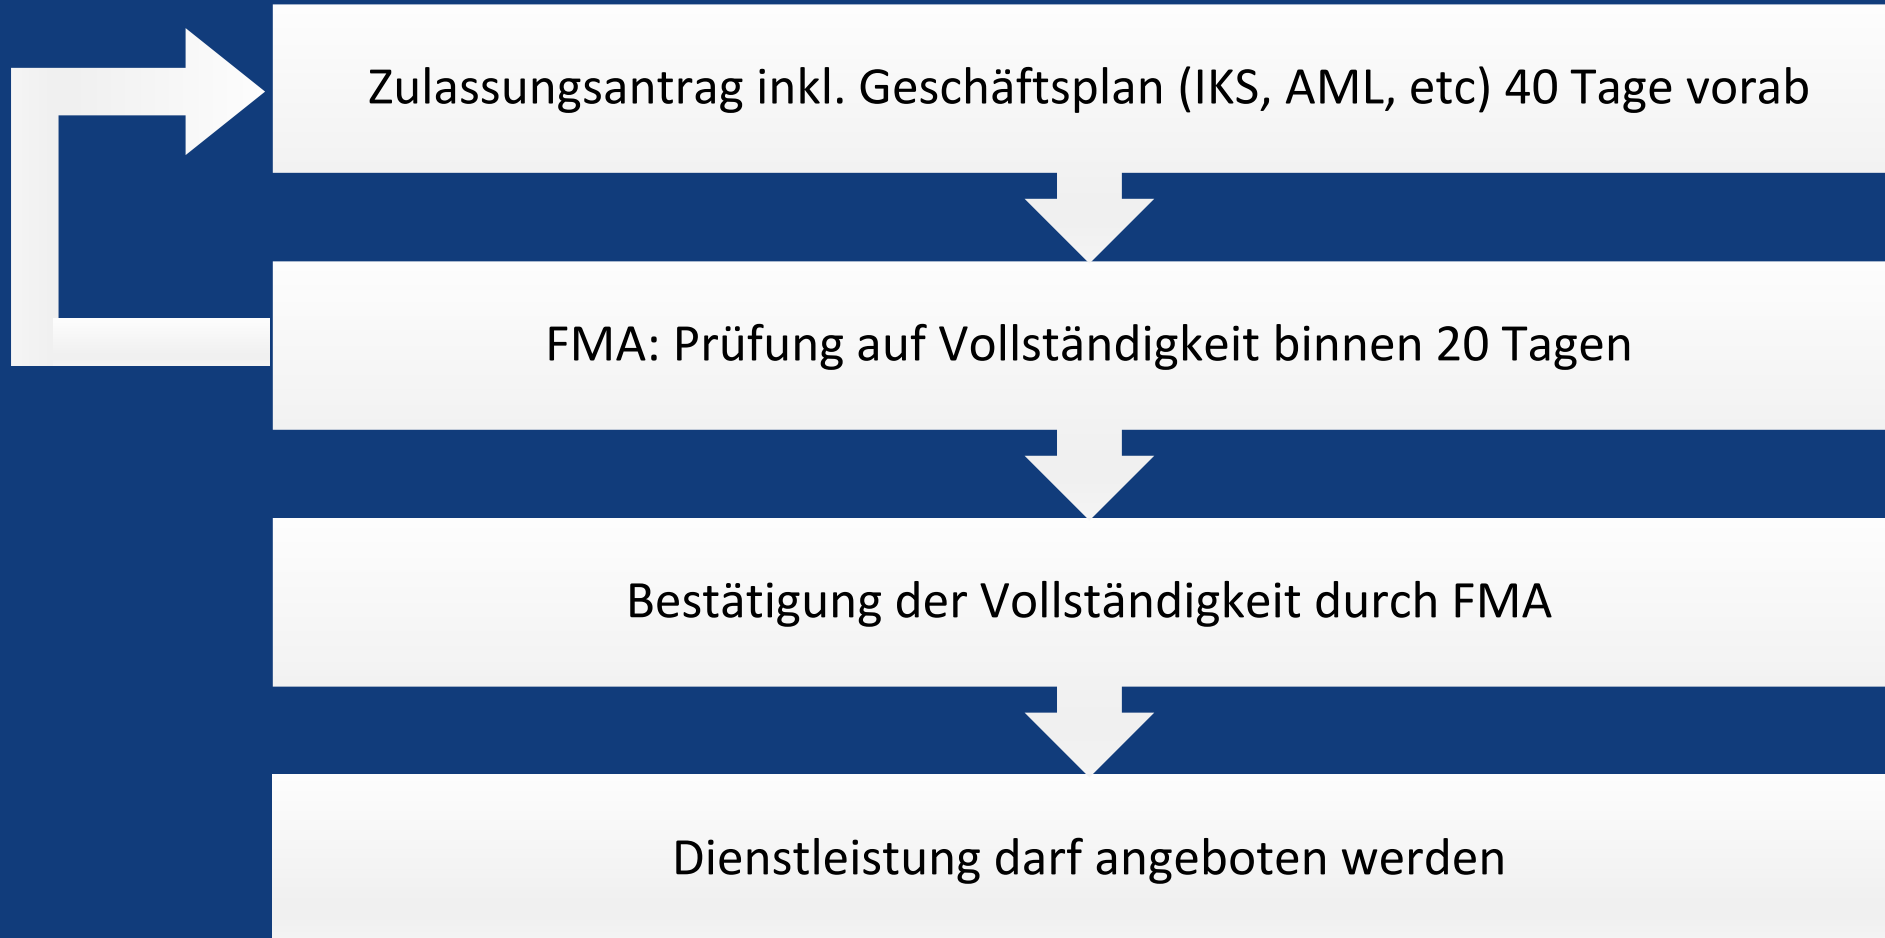 Zulassungsantrag inkl. Geschäftsplan (IKS, AML, etc) 40 Tage vorab
FMA: Prüfung auf Vollständigkeit binnen 20 Tagen
Bestätigung der Vollständigkeit durch FMA
Dienstleistung darf angeboten werden